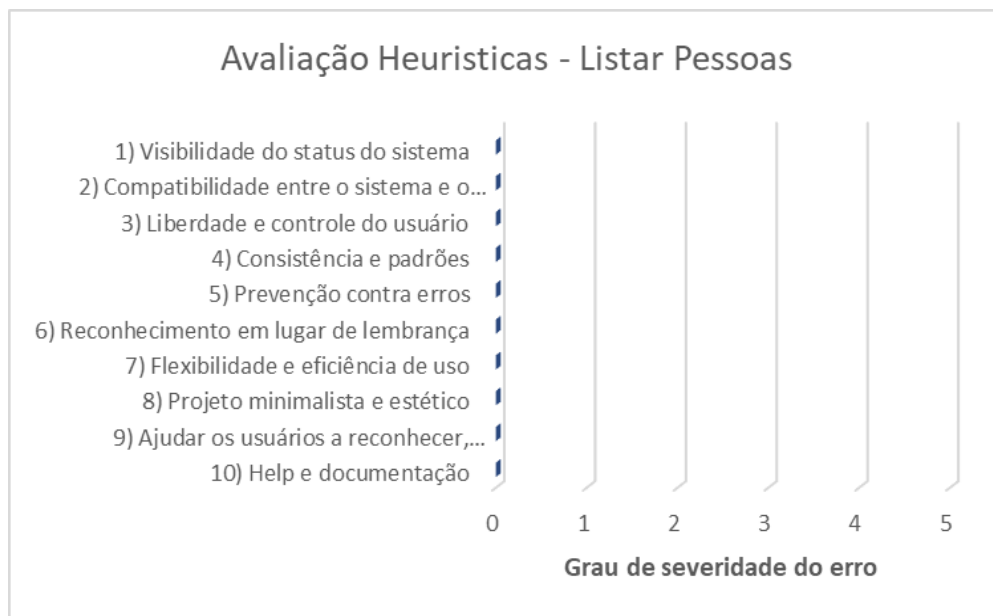 Avaliação Heuristicas - Listar Pessoas
1) Visibilidade do status do sistema
2) Compatibilidade entre o sistema e o...
3) Liberdade e controle do usuário
4) Consistência e padrões
5) Prevenção contra erros
6) Reconhecimento em lugar de lembrança
7) Flexibilidade e eficiência de uso
8) Projeto minimalista e estético
9) Ajudar os usuários a reconhecer,...
10) Help e documentação
0 1 2 3 4 5
Grau de severidade do erro